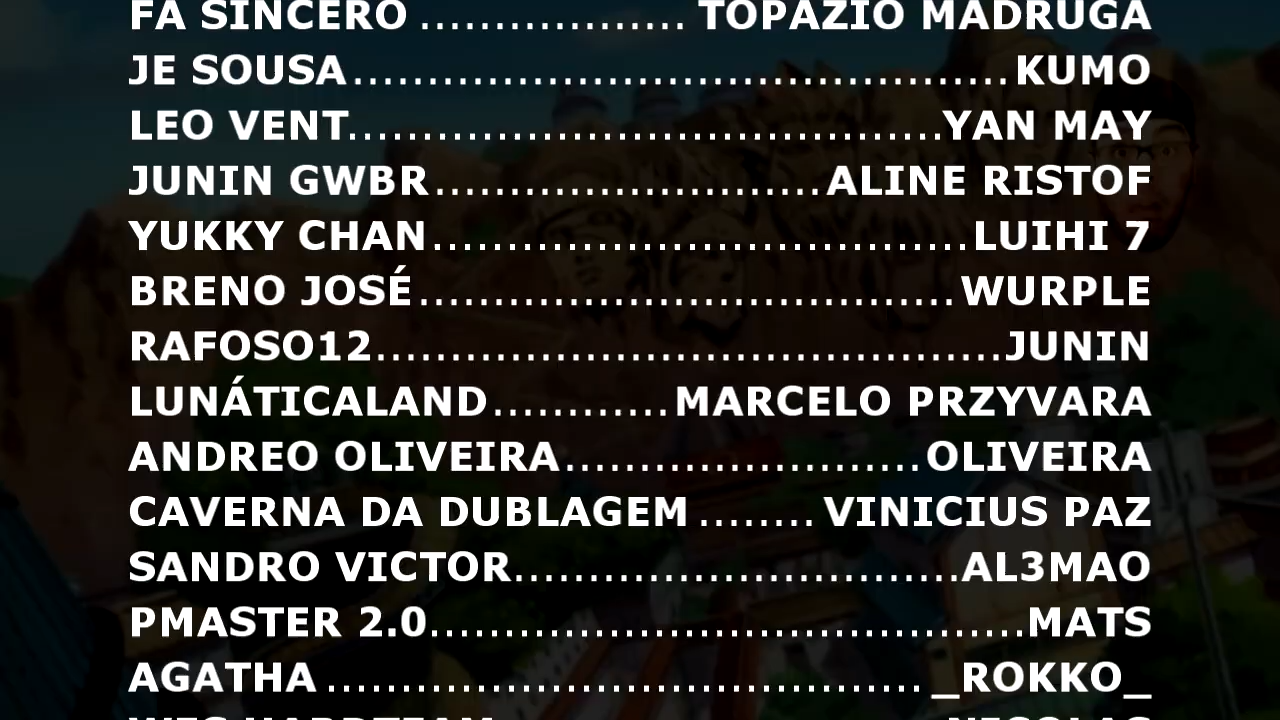 FÃ SINCERO .................. TOPAZIO MADRUGA
JE SOUSA............................................KUMO
LEO VENT........................................YAN MAY
JUNIN GWBR..........................ALINE RISTOF
YUKKY CHAN....................................LUIHI 7
BRENO JOSÉ....................................WURPLE
RAFOSO12..........................................JUNIN
LUNÁTICALAND............MARCELO PRZYVARA
ANDREO OLIVEIRA........................OLIVEIRA
CAVERNA DA DUBLAGEM ........ VINICIUS PAZ
SANDRO VICTOR..............................AL3MAO
PMASTER 2.0........................................MATS
AGATHA ........................................ _ROKKO_